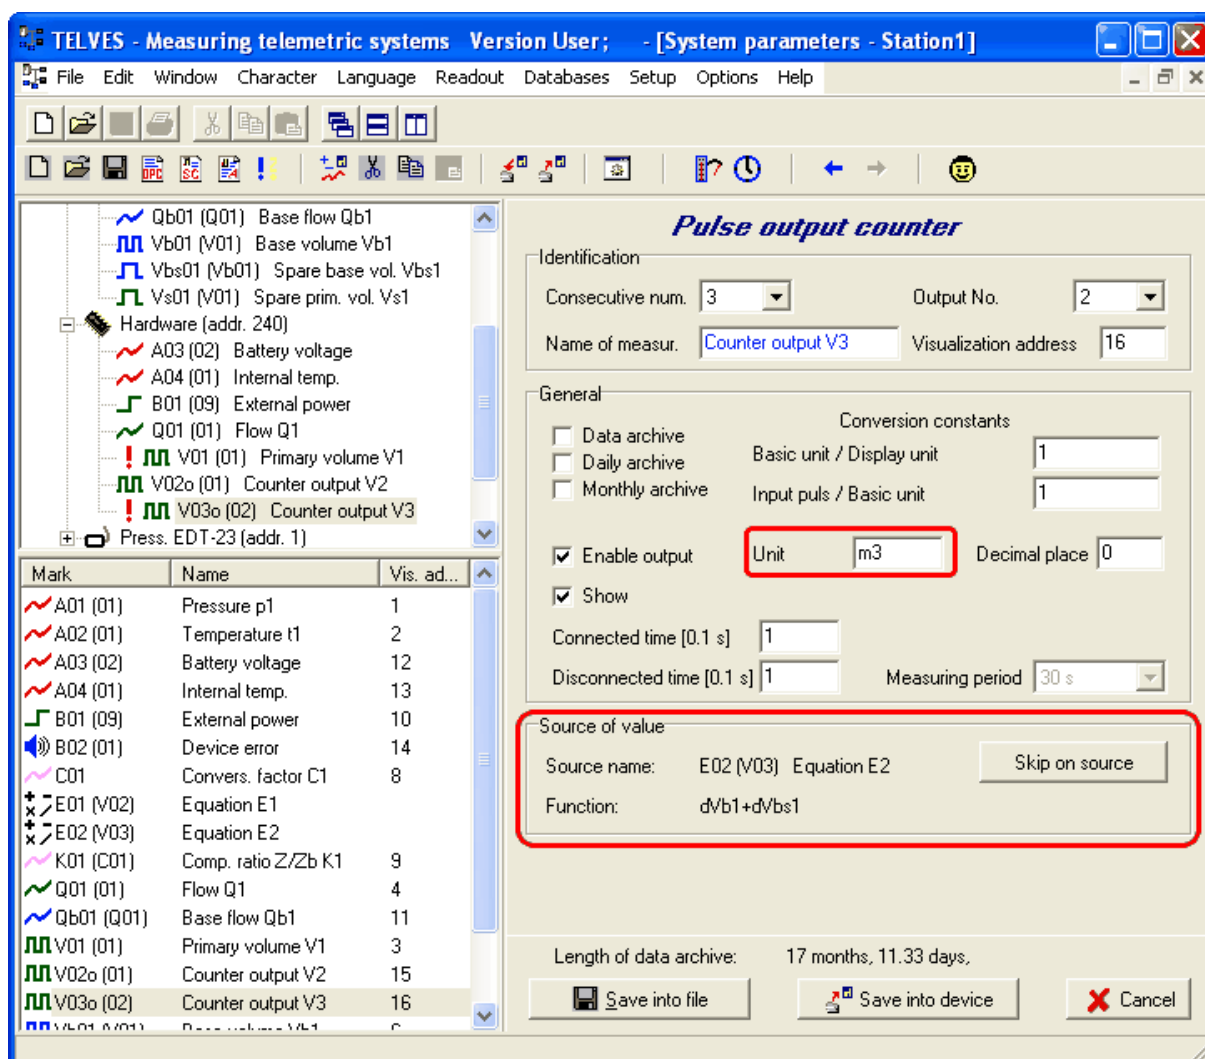 TELVES - Measuring telemetric systems Version User; - [System parameters - Station1]
File Edit Window Character Language Readout Databases Setup Options Help
Qb01 (Q01) Base flow Qb1
Vb01 (V01) Base volume Vb1
Vbs01 (Vb01) Spare base vol. Vbs1
Vs01 (V01) Spare prim. vol. Vs1
Hardware (addr. 240)
A03 (02) Battery voltage
A04 (01) Internal temp.
B01 (09) External power
Q01 (01) Flow Q1
V01 (01) Primary volume V1
V02o (01) Counter output V2
V03o (02) Counter output V3
Press. EDT-23 (addr. 1)
Mark Name Vis. ad...
A01 (01) Pressure p1 1
A02 (01) Temperature t1 2
A03 (02) Battery voltage 12
A04 (01) Internal temp. 13
B01 (09) External power 10
B02 (01) Device error 14
C01 Convers. factor C1 8
E01 (V02) Equation E1
E02 (V03) Equation E2
K01 (C01) Comp. ratio Z/Zb K1 9
Q01 (01) Flow Q1 4
Qb01 (Q01) Base flow Qb1 11
V01 (01) Primary volume V1 3
V02o (01) Counter output V2 15
V03o (02) Counter output V3 16
Pulse output counter
Identification
Consecutive num. 3 Output No. 2
Name of measur. Counter output V3 Visualization address 16
General
Conversion constants
Data archive
Daily archive
Monthly archive
Basic unit / Display unit 1
Input puls / Basic unit 1
Enable output Unit m3 Decimal place 0
Show
Connected time [0.1 s] 1
Disconnected time [0.1 s] 1 Measuring period 30 s
Source of value
Source name: E02 (V03) Equation E2 Skip on source
Function: dVb1+dVbs1
Length of data archive: 17 months, 11.33 days,
Save into file Save into device Cancel